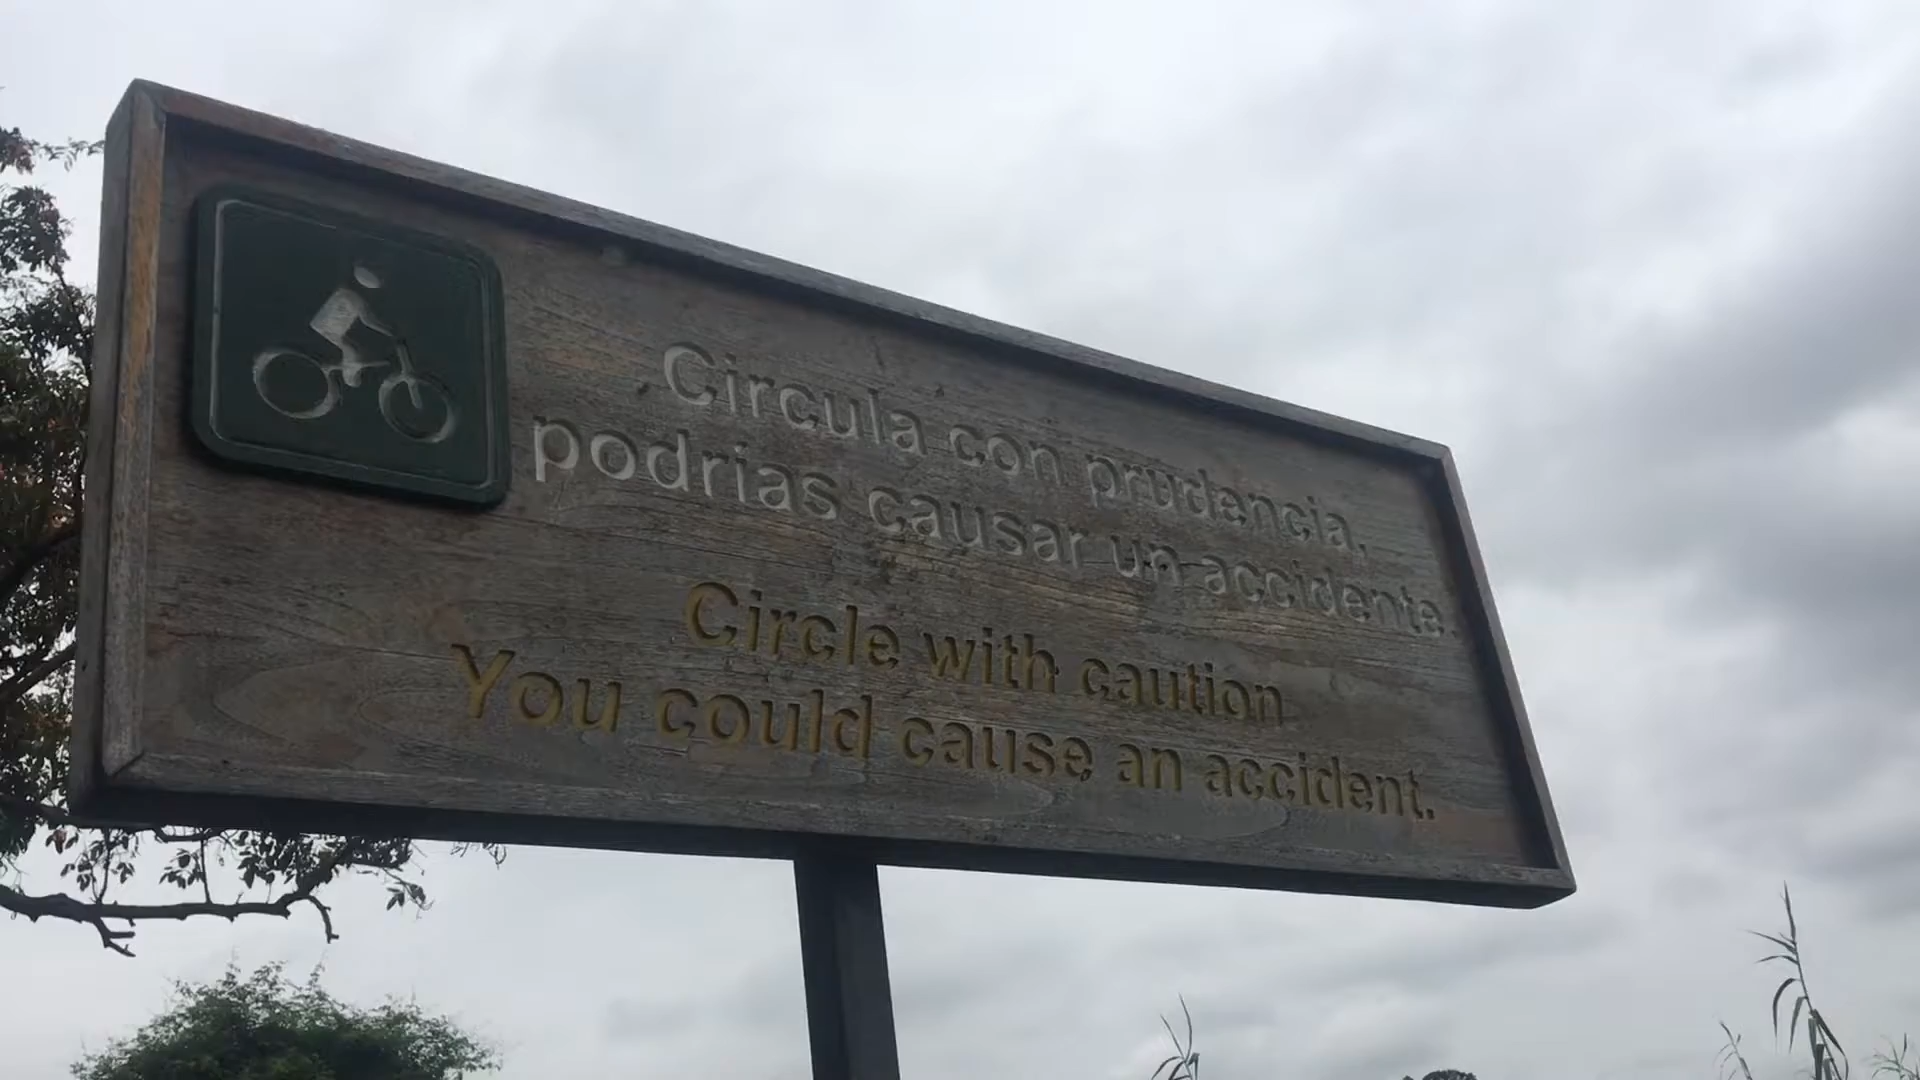 Circula con prudencia,
podrias causar un accidente.
Circle with caution
You could cause an accident.